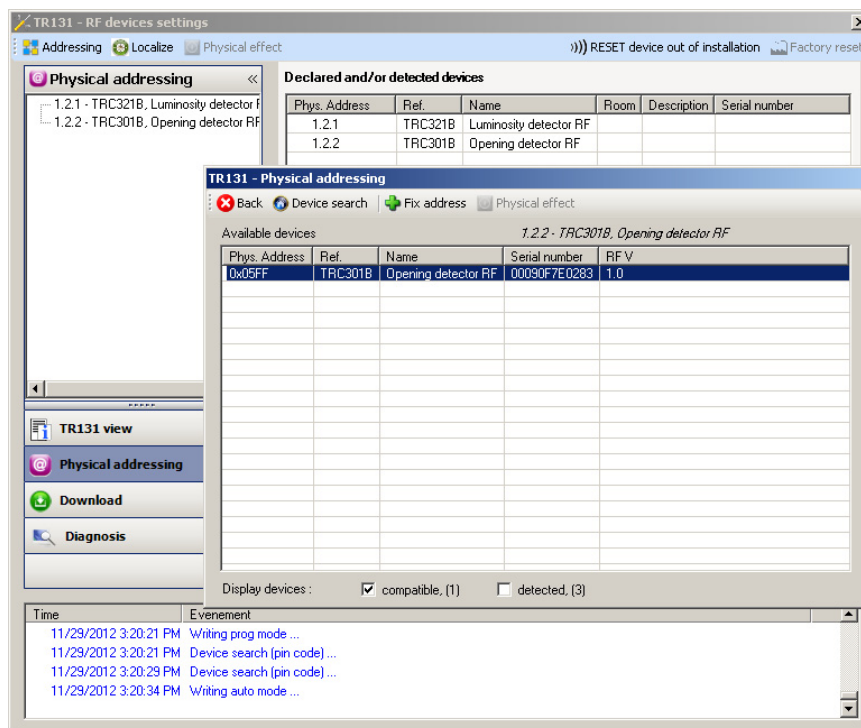 TR131 - RF devices settings
Addressing Localize Physical effect ))) RESET device out of installation Factory reset
Physical addressing «
1.2.1 - TRC321B, Luminosity detector
1.2.2 - TRC301B, Opening detector RF
Declared and/or detected devices
Phys. Address Ref. Name Room Description Serial number
1.2.1 TRC321B Luminosity detector RF
1.2.2 TRC301B Opening detector RF
TR131 - Physical addressing
Back Device search Fix address Physical effect
Available devices 1.2.2 - TRC301B, Opening detector RF
Phys. Address Ref. Name Serial number RF V
0x05FF TRC301B Opening detector RF 00090F7E0283 1.0
Display devices : compatible, (1) detected, (3)
TR131 view
Physical addressing
Download
Diagnosis
Time Evenement
11/29/2012 3:20:21 PM Writing prog mode ...
11/29/2012 3:20:21 PM Device search (pin code) ...
11/29/2012 3:20:29 PM Device search (pin code) ...
11/29/2012 3:20:34 PM Writing auto mode ...